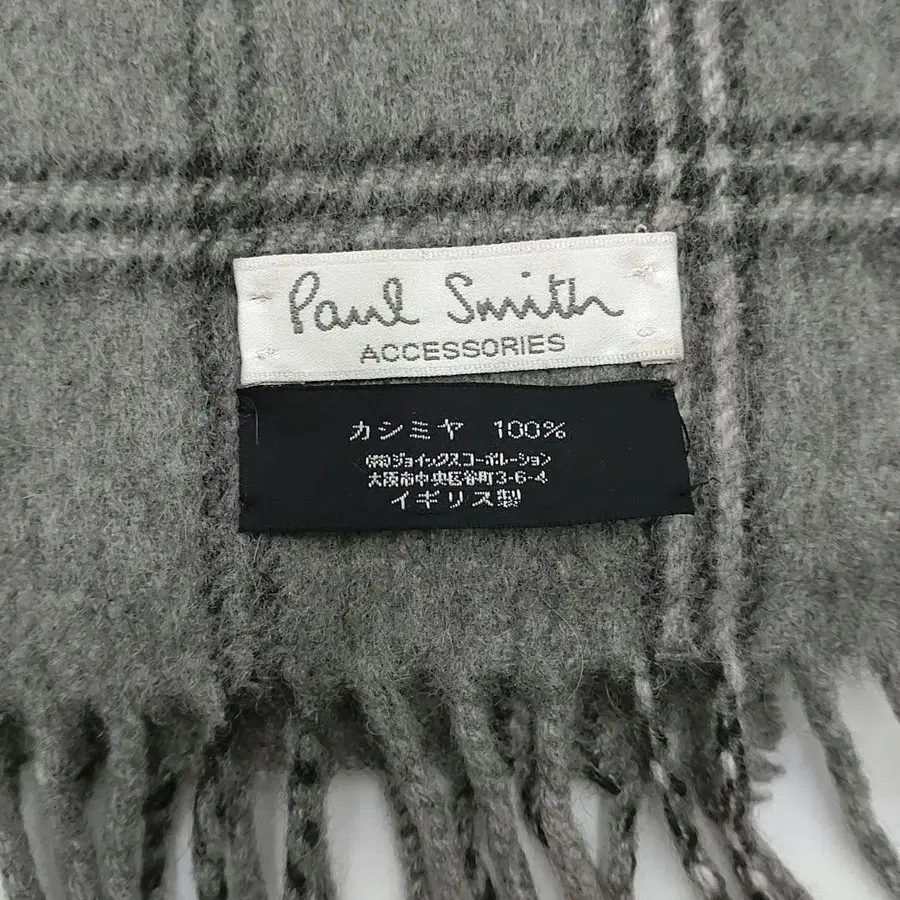 Paul Smith
ACCESSORIES
カシミヤ 100%
(株)ジョイックスコーポレーション
大阪市中央区谷町3-6-4
イギリス製